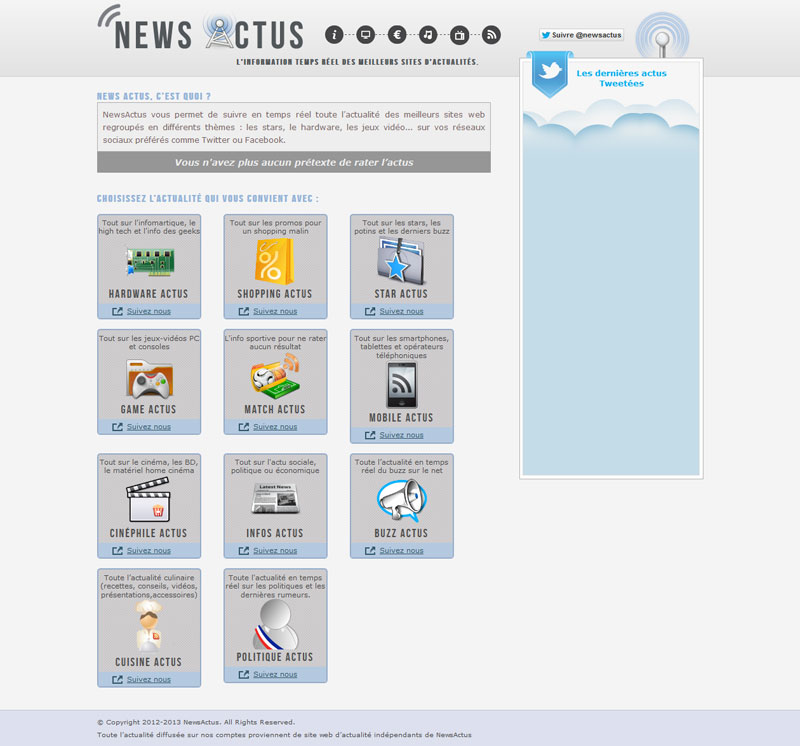 NEWS ACTUS
L'INFORMATION TEMPS RÉEL DES MEILLEURS SITES D'ACTUALITÉS.
Suivre @newsactus
Les dernières actus
Tweetées
NEWS ACTUS, C'EST QUOI ?
NewsActus vous permet de suivre en temps réel toute l'actualité des meilleurs sites web
regroupés en différents thèmes : les stars, le hardware, les jeux vidéo... sur vos réseaux
sociaux préférés comme Twitter ou Facebook.
Vous n'avez plus aucun prétexte de rater l'actus
CHOISISSEZ L'ACTUALITÉ QUI VOUS CONVIENT AVEC :
Tout sur l'infomartique, le
high tech et l'info des geeks
HARDWARE ACTUS
Suivez nous
Tout sur les promos pour
un shopping malin
SHOPPING ACTUS
Suivez nous
Tout sur les stars, les
potins et les derniers buzz
STAR ACTUS
Suivez nous
Tout sur les jeux-vidéos PC
et consoles
GAME ACTUS
Suivez nous
L'info sportive pour ne rater
aucun résultat
MATCH ACTUS
Suivez nous
Tout sur les smartphones,
tablettes et opérateurs
téléphoniques
MOBILE ACTUS
Suivez nous
Tout sur le cinéma, les BD,
le matériel home cinéma
CINÉPHILE ACTUS
Suivez nous
Tout sur l'actu sociale,
politique ou économique
Latest News
INFOS ACTUS
Suivez nous
Toute l'actualité en temps
réel du buzz sur le net
BUZZ ACTUS
Suivez nous
Toute l'actualité culinaire
(recettes, conseils, vidéos,
présentations,accessoires)
CUISINE ACTUS
Suivez nous
Toute l'actualité en temps
réel sur les politiques et les
dernières rumeurs.
POLITIQUE ACTUS
Suivez nous
© Copyright 2012-2013 NewsActus. All Rights Reserved.
Toute l'actualité diffusée sur nos comptes proviennent de site web d'actualité indépendants de NewsActus